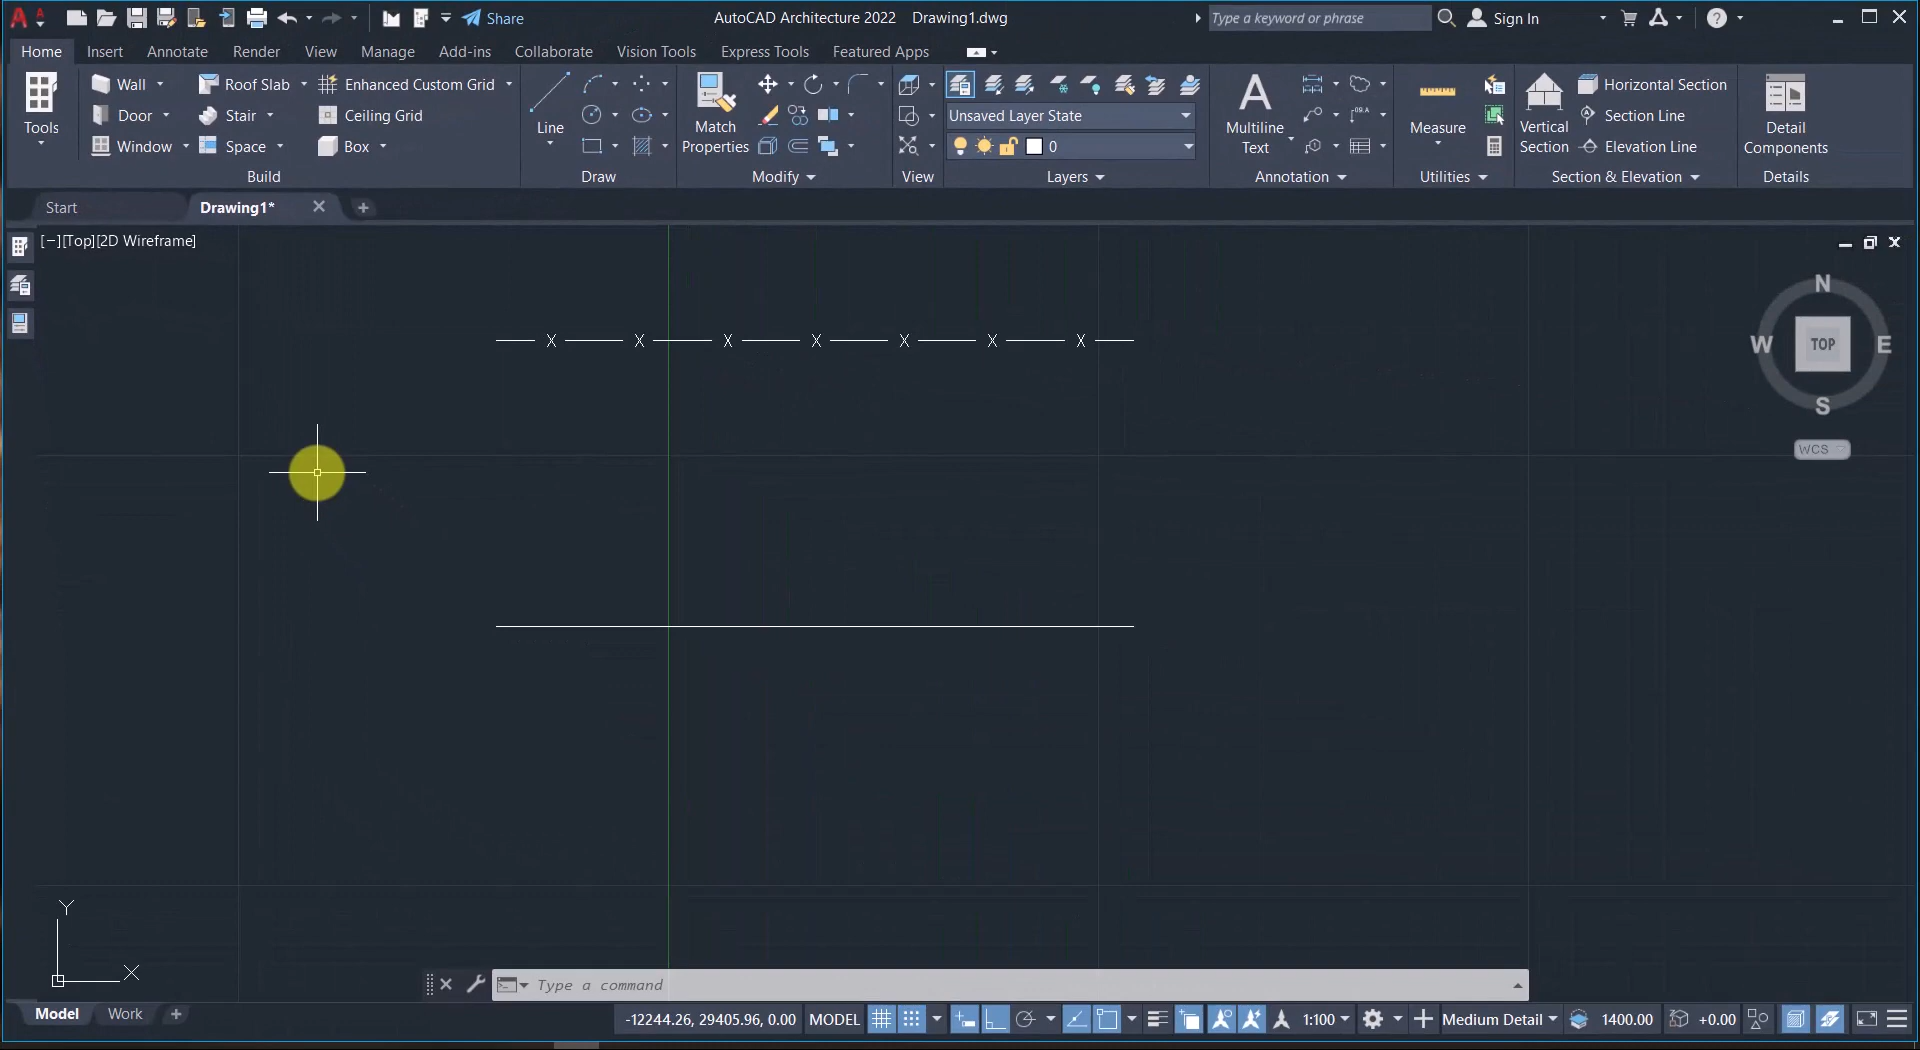 Share
AutoCAD Architecture 2022 Drawing1.dwg
Type a keyword or phrase
Sign In
Home Insert Annotate Render View Manage Add-ins Collaborate Vision Tools Express Tools Featured Apps
Tools
Wall
Door
Window
Roof Slab
Stair
Space
Enhanced Custom Grid
Ceiling Grid
Box
Build
Line
Draw
Match
Properties
Modify
View
Unsaved Layer State
0
Layers
A
Multiline
Text
Annotation
Measure
Utilities
Vertical
Section
Horizontal Section
Section Line
Elevation Line
Section & Elevation
Detail
Components
Details
Start
Drawing1*
[−][Top][2D Wireframe]
X X X X X X X
N
W TOP E
S
WCS
Y
X
Type a command
Model Work
-12244.26, 29405.96, 0.00 MODEL 1:100 Medium Detail 1400.00 +0.00